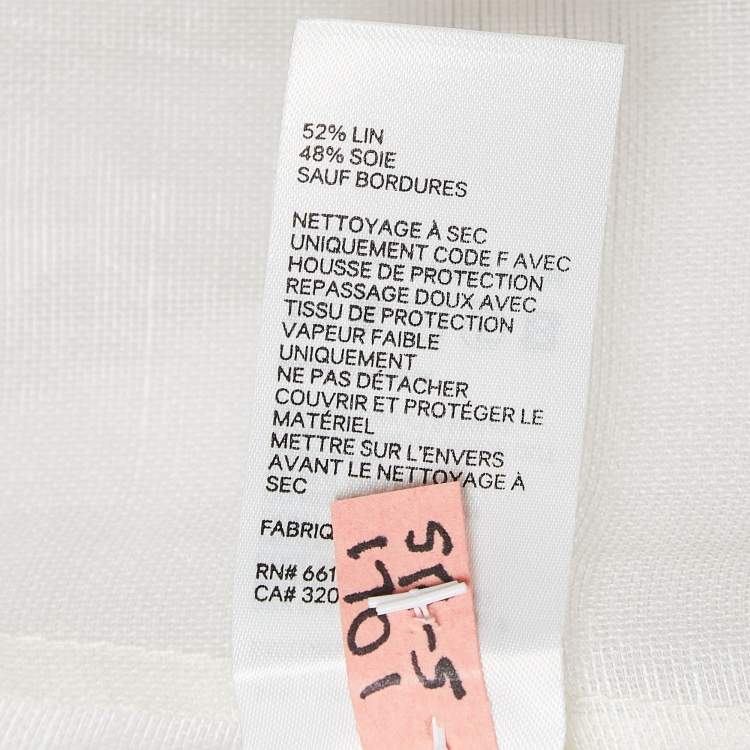 52% LIN
48% SOIE
SAUF BORDURES
NETTOYAGE À SEC
UNIQUEMENT CODE F AVEC
HOUSSE DE PROTECTION
REPASSAGE DOUX AVEC
TISSU DE PROTECTION
VAPEUR FAIBLE
UNIQUEMENT
NE PAS DÉTACHER
COUVRIR ET PROTÉGER LE
MATÉRIEL
METTRE SUR L'ENVERS
AVANT LE NETTOYAGE À
SEC
FABRIQ
RN# 661
CA# 320